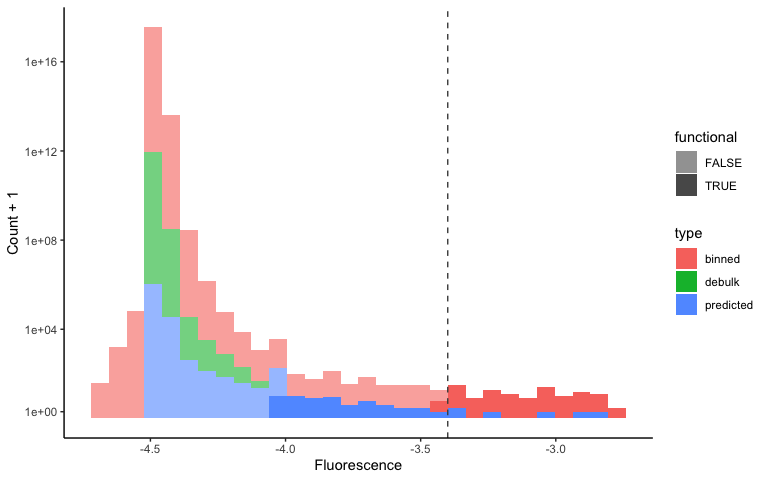 Count + 1
1e+16
1e+12
1e+08
1e+04
1e+00
-4.5
-4.0
-3.5
-3.0
Fluorescence
functional
FALSE
TRUE
type
binned
debulk
predicted